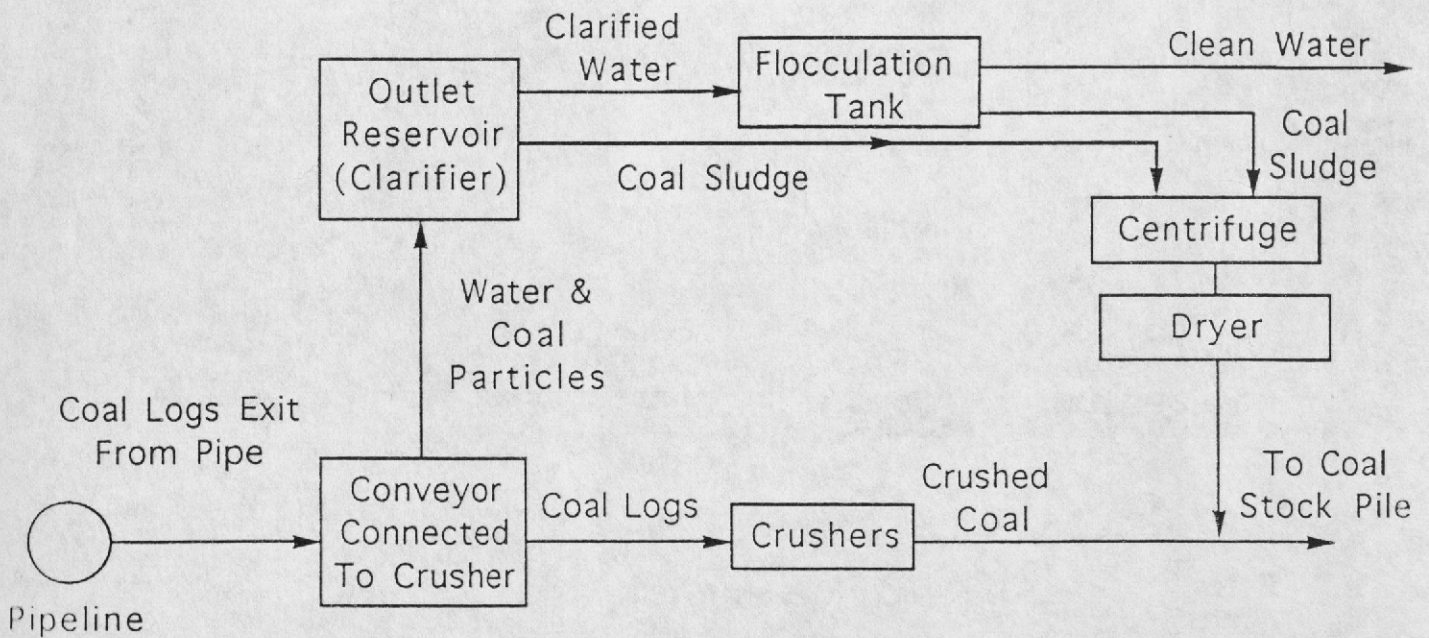 Clarified
Water
Flocculation
Tank
Clean Water
Outlet
Reservoir
(Clarifier)
Coal Sludge
Coal
Sludge
Centrifuge
Dryer
Water &
Coal
Particles
Coal Logs Exit
From Pipe
Pipeline
Conveyor
Connected
To Crusher
Coal Logs
Crushers
Crushed
Coal
To Coal
Stock Pile